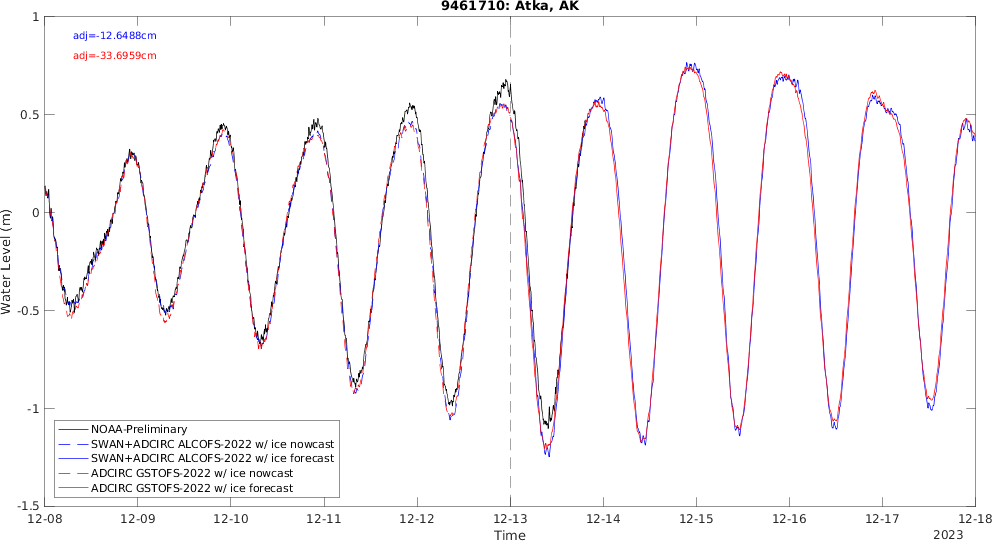 9461710: Atka, AK
adj=-12.6488cm
adj=-33.6959cm
1
0.5
0
-0.5
-1
-1.5
Water Level (m)
NOAA-Preliminary
SWAN+ADCIRC ALCOFS-2022 w/ ice nowcast
SWAN+ADCIRC ALCOFS-2022 w/ ice forecast
ADCIRC GSTOFS-2022 w/ ice nowcast
ADCIRC GSTOFS-2022 w/ ice forecast
12-08 12-09 12-10 12-11 12-12 12-13 12-14 12-15 12-16 12-17 12-18
Time
2023